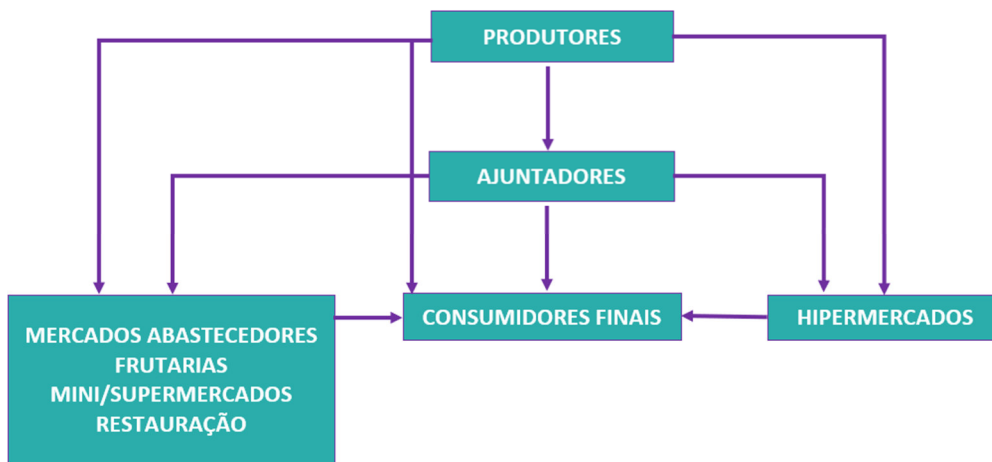 PRODUTORES
AJUNTADORES
MERCADOS ABASTECEDORES
FRUTARIAS
MINI/SUPERMERCADOS
RESTAURAÇÃO
CONSUMIDORES FINAIS
HIPERMERCADOS